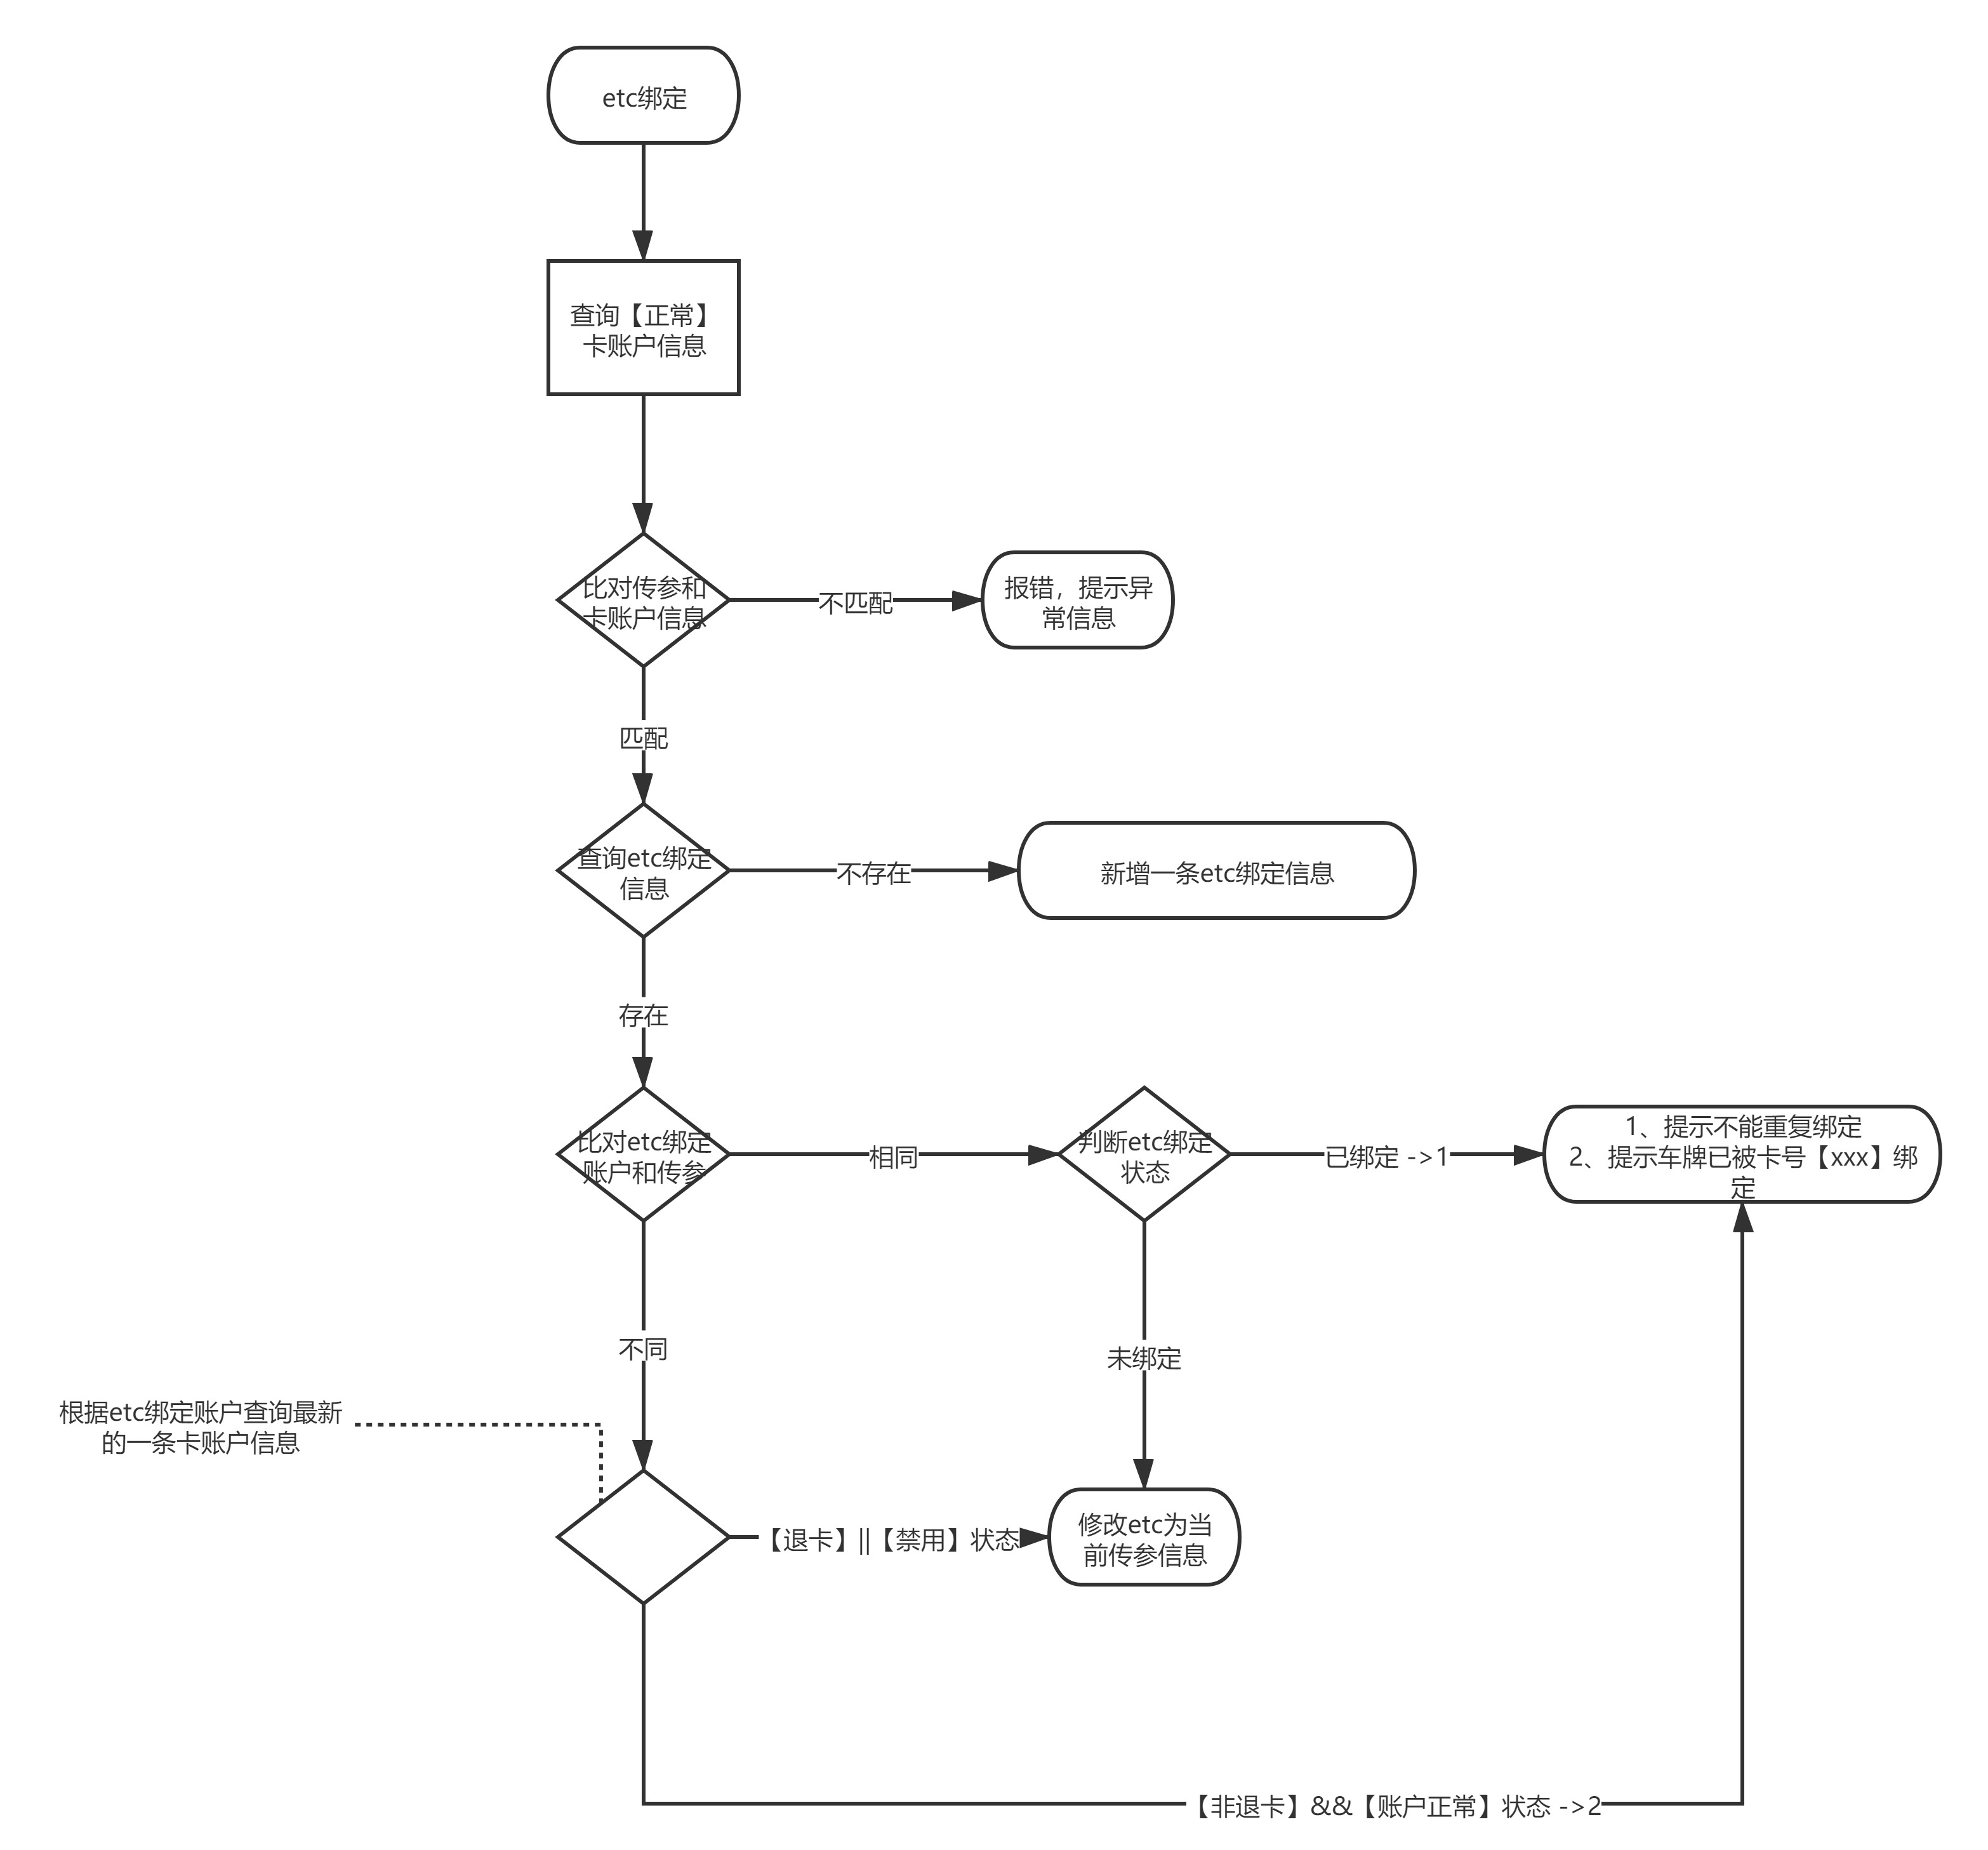 etc绑定
查询【正常】
卡账户信息
比对传参和
卡账户信息
不匹配
报错，提示异
常信息
匹配
查询etc绑定
信息
不存在
新增一条etc绑定信息
存在
比对etc绑定
账户和传参
相同
判断etc绑定
状态
已绑定 ->1
1、提示不能重复绑定
2、提示车牌已被卡号【xxx】绑
定
不同
未绑定
根据etc绑定账户查询最新
的一条卡账户信息
【退卡】||【禁用】状态
修改etc为当
前传参信息
【非退卡】&&【账户正常】状态 ->2